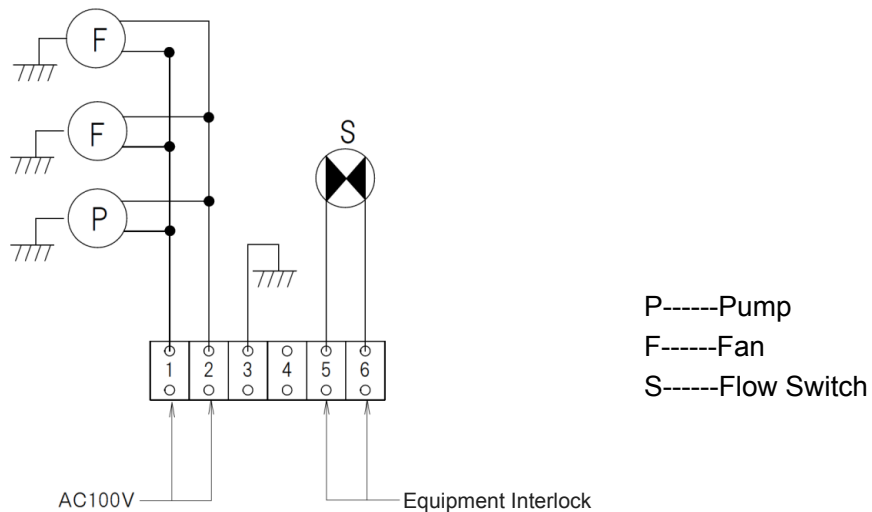 F
F
S
P
1 2 3 4 5 6
P------Pump
F------Fan
S------Flow Switch
AC100V
Equipment Interlock